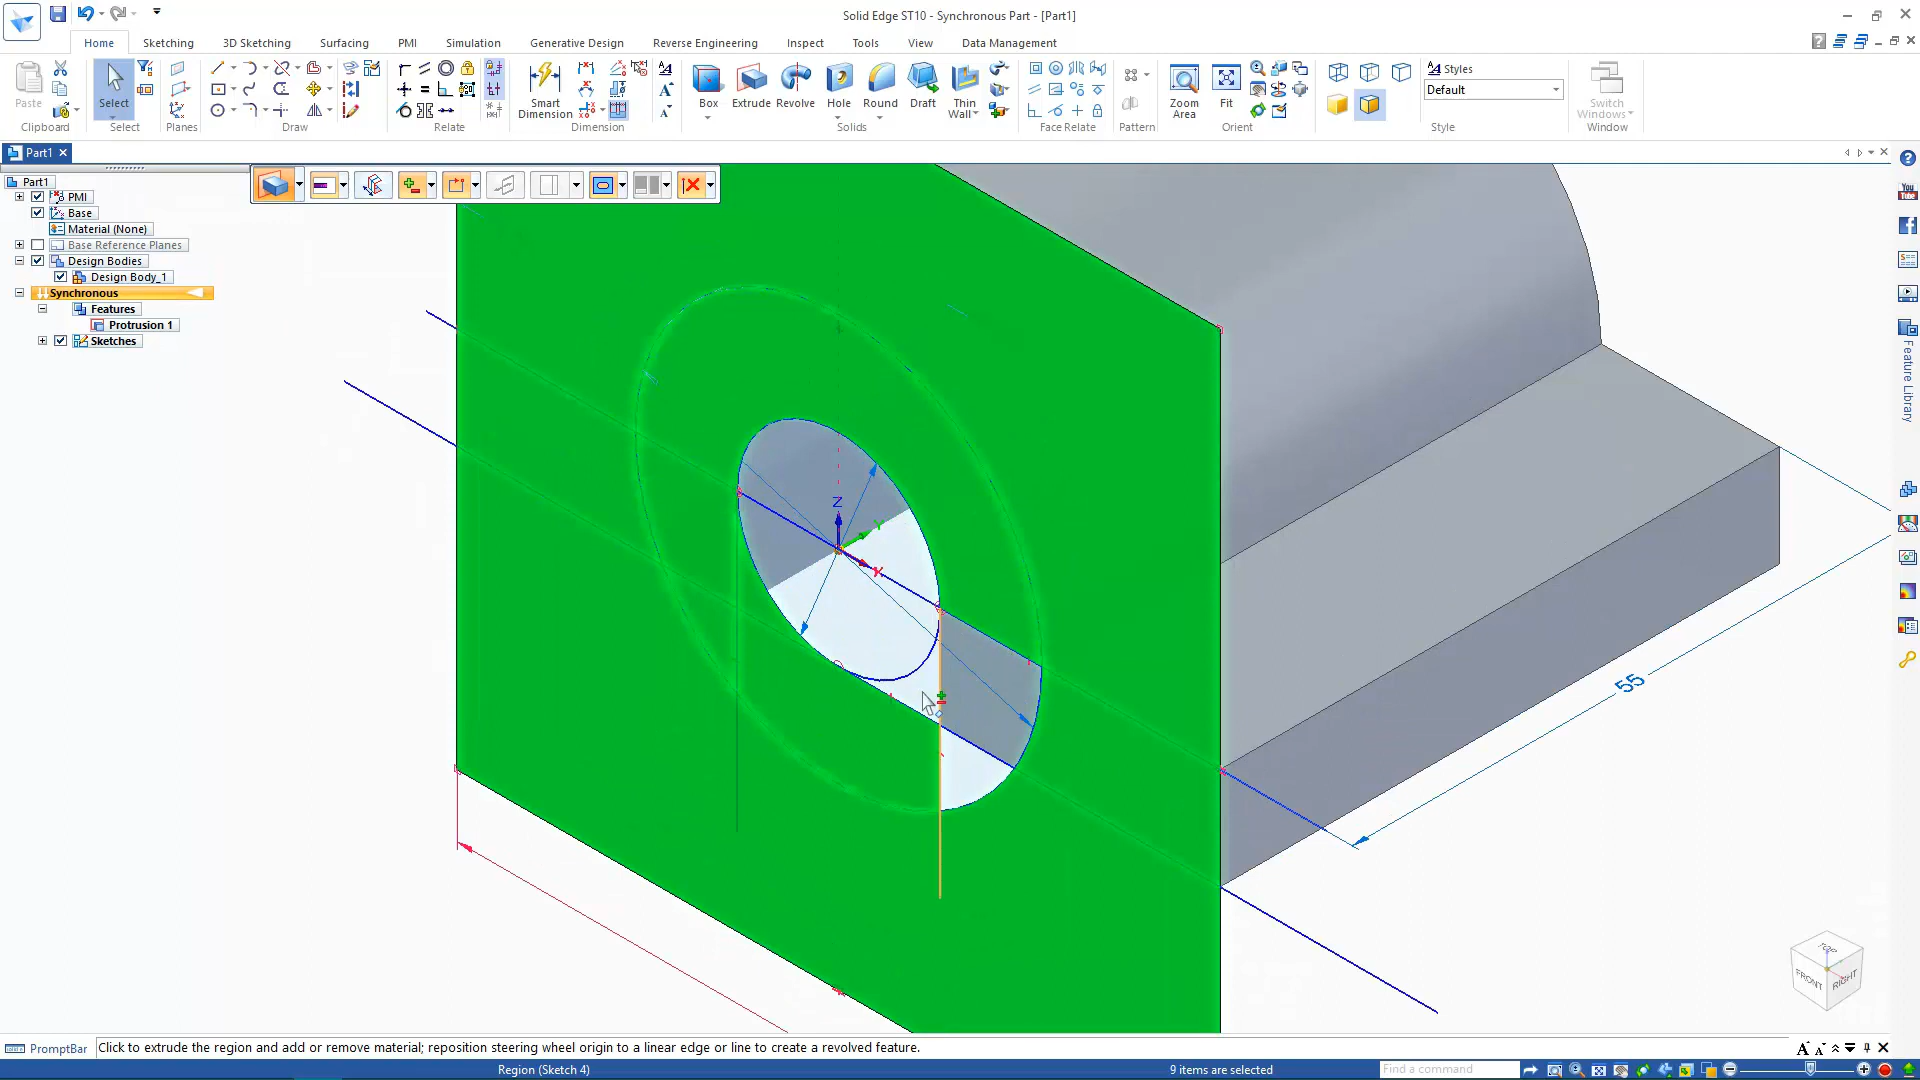 Solid Edge ST10 - Synchronous Part - [Part1]
Home Sketching 3D Sketching Surfacing PMI Simulation Generative Design Reverse Engineering Inspect Tools View Data Management
Paste
Clipboard
Select
Select
Planes
Draw
Relate
Smart Dimension
Dimension
Box
Extrude
Revolve
Hole
Round
Draft
Thin Wall
Solids
Face Relate
Pattern
Zoom Area
Fit
Orient
Styles
Default
Style
Switch Windows
Window
Part1
Part1
PMI
Base
Material (None)
Base Reference Planes
Design Bodies
Design Body_1
Synchronous
Features
Protrusion 1
Sketches
Z
Y
X
55
Feature Library
You Tube
TOP
FRONT
RIGHT
PromptBar
Click to extrude the region and add or remove material; reposition steering wheel origin to a linear edge or line to create a revolved feature.
Region (Sketch 4)
9 items are selected
Find a command